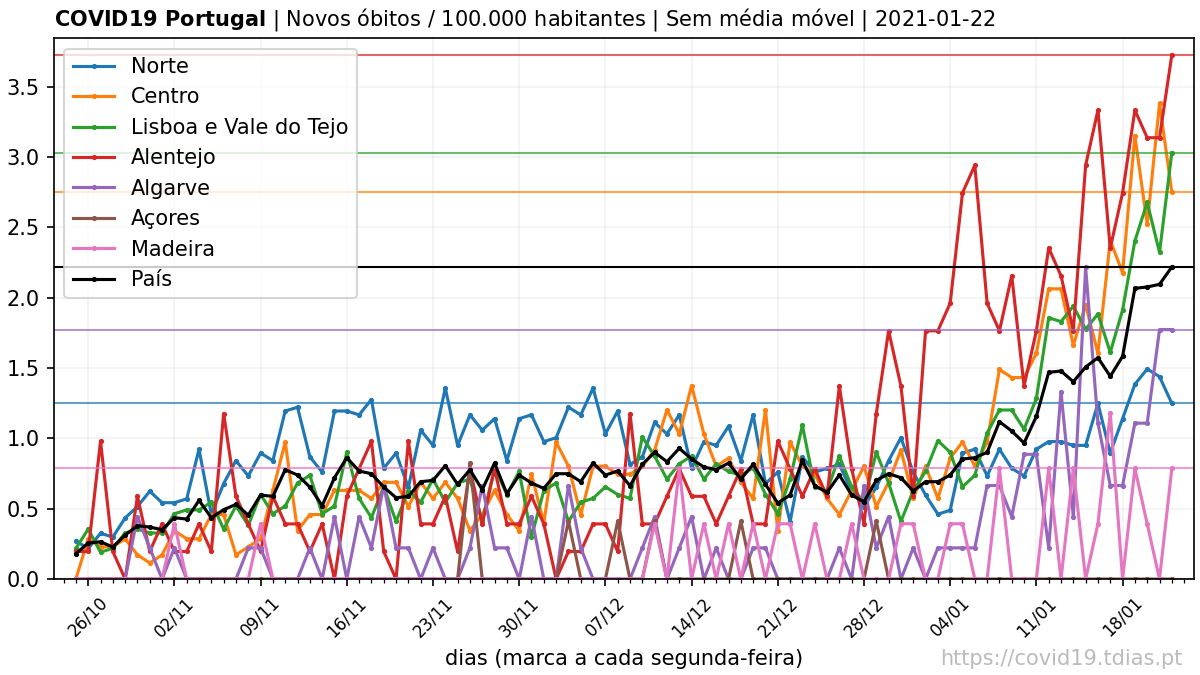 COVID19 Portugal | Novos óbitos / 100.000 habitantes | Sem média móvel | 2021-01-22
Norte
Centro
Lisboa e Vale do Tejo
Alentejo
Algarve
Açores
Madeira
País
3.5
3.0
2.5
2.0
1.5
1.0
0.5
0.0
26/10
02/11
09/11
16/11
23/11
30/11
07/12
14/12
21/12
28/12
04/01
11/01
18/01
dias (marca a cada segunda-feira)
https://covid19.tdias.pt